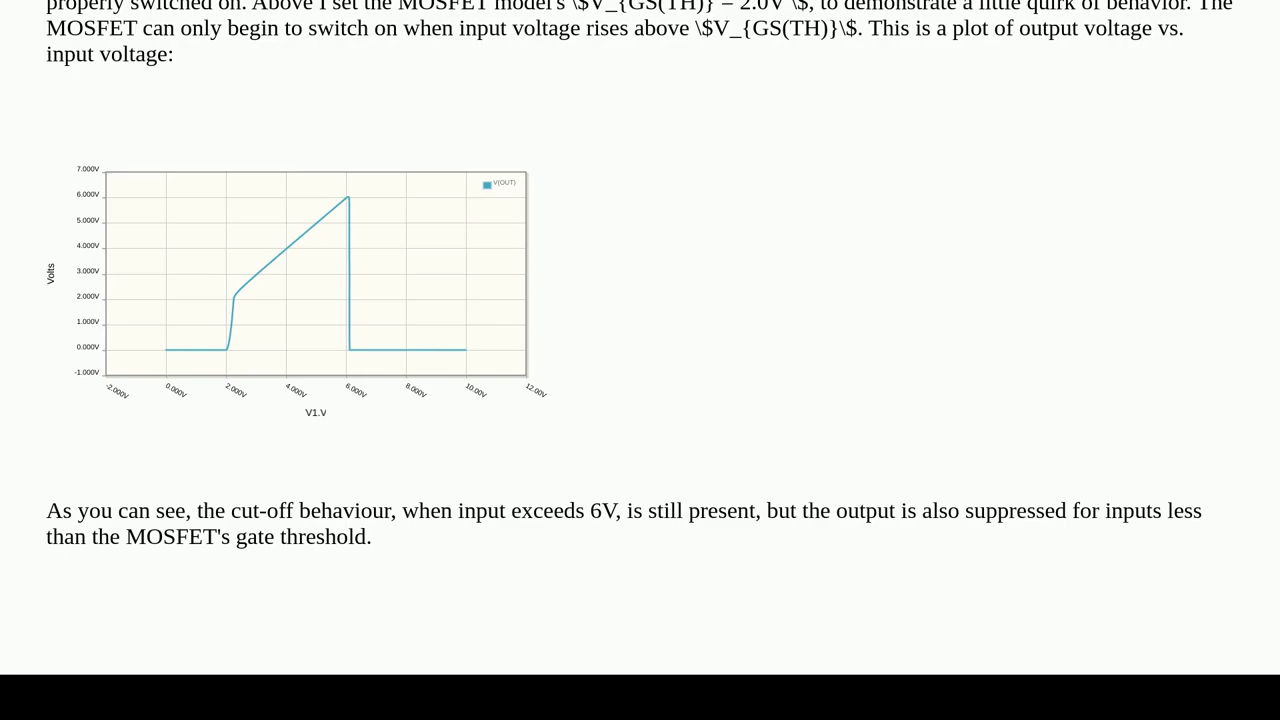 properly switched on. Above I set the MOSFET model's \$V_{GS(TH)} = 2.0V \$, to demonstrate a little quirk of behavior. The
MOSFET can only begin to switch on when input voltage rises above \$V_{GS(TH)}\$. This is a plot of output voltage vs.
input voltage:
7.000V
V(OUT)
6.000V
5.000V
4.000V
Volts
3.000V
2.000V
1.000V
0.000V
-1.000V
-2.000V 0.000V 2.000V 4.000V 6.000V 8.000V 10.00V 12.00V
V1.V
As you can see, the cut-off behaviour, when input exceeds 6V, is still present, but the output is also suppressed for inputs less
than the MOSFET's gate threshold.